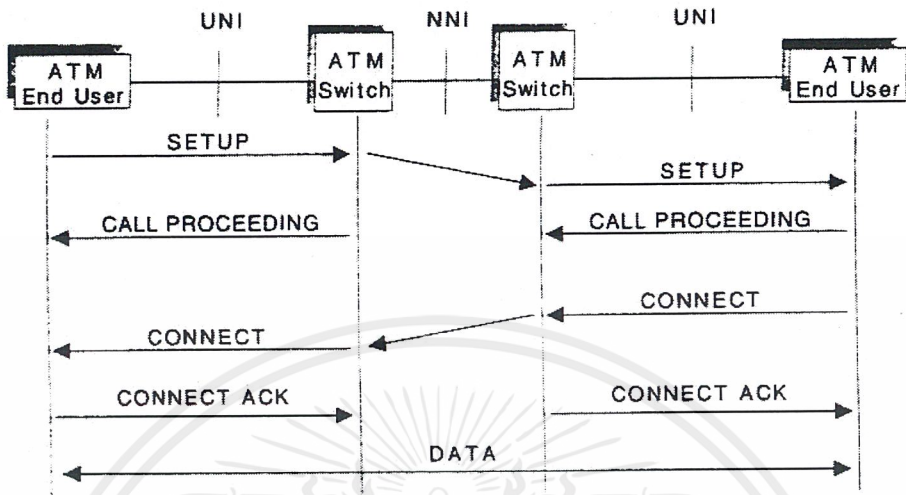 UNI NNI UNI
ATM ATM ATM ATM
End User Switch Switch End User
SETUP
SETUP
CALL PROCEEDING CALL PROCEEDING
CONNECT
CONNECT
CONNECT ACK CONNECT ACK
DATA